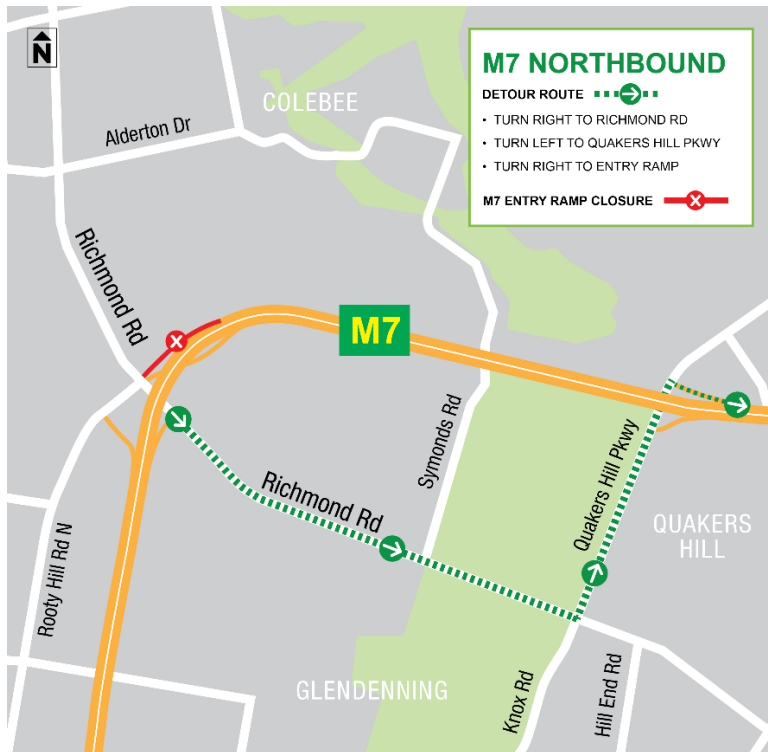 N
M7 NORTHBOUND
DETOUR ROUTE
• TURN RIGHT TO RICHMOND RD
• TURN LEFT TO QUAKERS HILL PKWY
• TURN RIGHT TO ENTRY RAMP
M7 ENTRY RAMP CLOSURE
X
COLEBEE
Alderton Dr
Richmond Rd
X
M7
Symonds Rd
Richmond Rd
Quakers Hill Pkwy
QUAKERS
HILL
Rooty Hill Rd N
GLENDENNING
Knox Rd
Hill End Rd